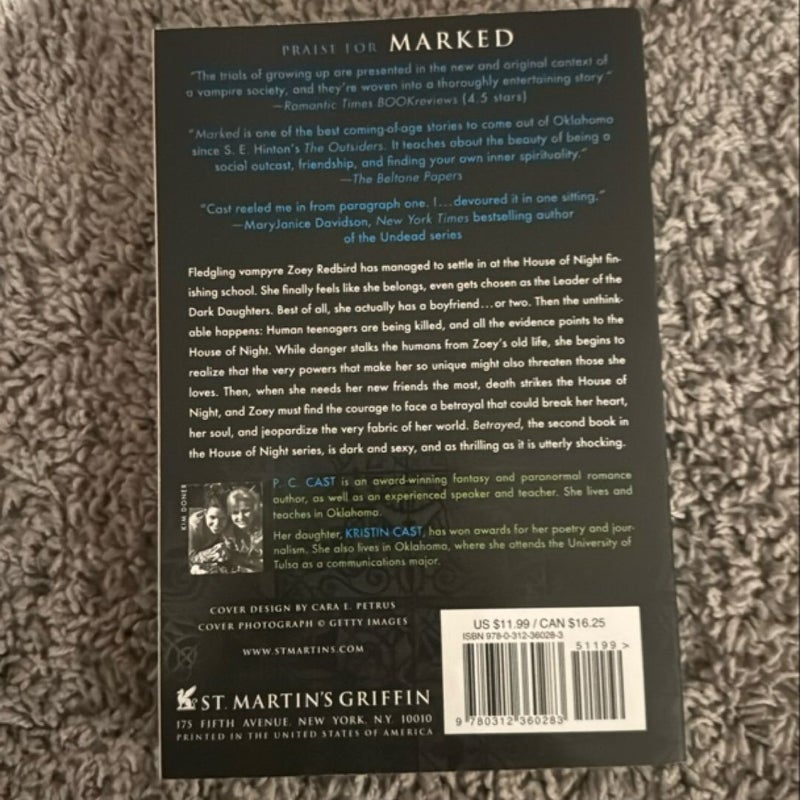 PRAISE FOR MARKED
"The trials of growing up are presented in the new and original context of
a vampire society, and they're woven into a thoroughly entertaining story"
—Romantic Times BOOKreviews (4.5 stars)
"Marked is one of the best coming-of-age stories to come out of Oklahoma
since S. E. Hinton's The Outsiders. It teaches about the beauty of being a
social outcast, friendship, and finding your own inner spirituality."
—The Beltane Papers
"Cast reeled me in from paragraph one. I...devoured it in one sitting."
—MaryJanice Davidson, New York Times bestselling author
of the Undead series
Fledgling vampyre Zoey Redbird has managed to settle in at the House of Night fin-
ishing school. She finally feels like she belongs, even gets chosen as the Leader of the
Dark Daughters. Best of all, she actually has a boyfriend...or two. Then the unthink-
able happens: Human teenagers are being killed, and all the evidence points to the
House of Night. While danger stalks the humans from Zoey's old life, she begins to
realize that the very powers that make her so unique might also threaten those she
loves. Then, when she needs her new friends the most, death strikes the House of
Night, and Zoey must find the courage to face a betrayal that could break her heart,
her soul, and jeopardize the very fabric of her world. Betrayed, the second book in
the House of Night series, is dark and sexy, and as thrilling as it is utterly shocking.
KIM DONER
P. C. CAST is an award-winning fantasy and paranormal romance
author, as well as an experienced speaker and teacher. She lives and
teaches in Oklahoma.
Her daughter, KRISTIN CAST, has won awards for her poetry and jour-
nalism. She also lives in Oklahoma, where she attends the University of
Tulsa as a communications major.
COVER DESIGN BY CARA E. PETRUS
COVER PHOTOGRAPH © GETTY IMAGES
WWW.STMARTINS.COM
ST. MARTIN'S GRIFFIN
175 FIFTH AVENUE, NEW YORK, N.Y. 10010
PRINTED IN THE UNITED STATES OF AMERICA
US $11.99 / CAN $16.25
ISBN 978-0-312-36028-3
51199 >
9 780312 360283